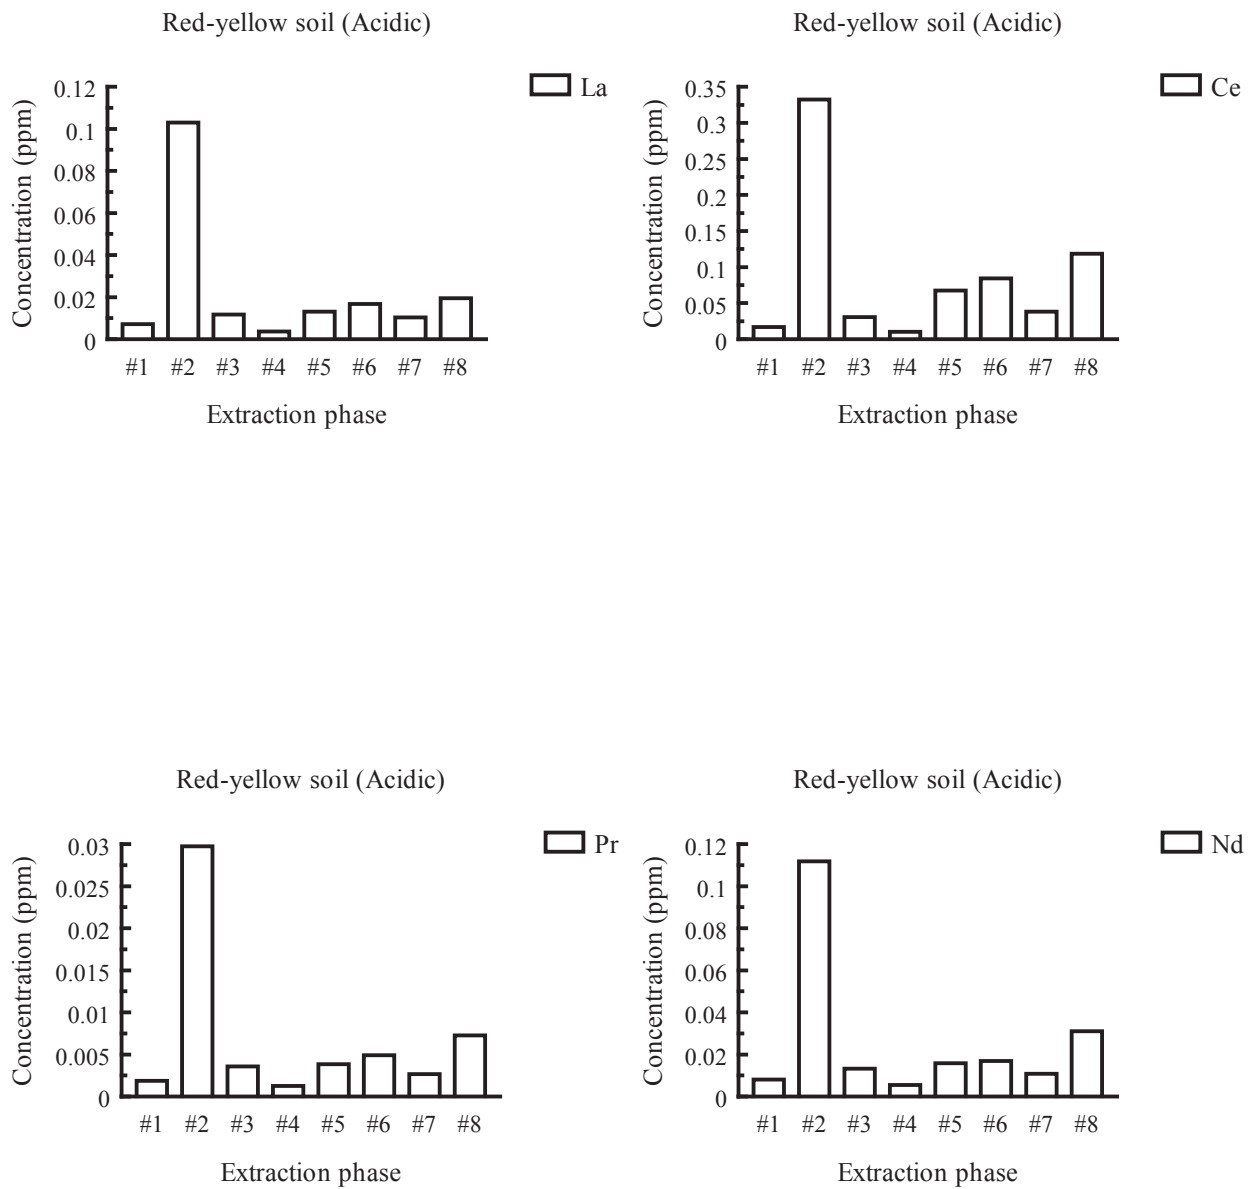 Red-yellow soil (Acidic)
La
Concentration (ppm)
0.12
0.1
0.08
0.06
0.04
0.02
0
#1 #2 #3 #4 #5 #6 #7 #8
Extraction phase
Red-yellow soil (Acidic)
Ce
Concentration (ppm)
0.35
0.3
0.25
0.2
0.15
0.1
0.05
0
#1 #2 #3 #4 #5 #6 #7 #8
Extraction phase
Red-yellow soil (Acidic)
Pr
Concentration (ppm)
0.03
0.025
0.02
0.015
0.01
0.005
0
#1 #2 #3 #4 #5 #6 #7 #8
Extraction phase
Red-yellow soil (Acidic)
Nd
Concentration (ppm)
0.12
0.1
0.08
0.06
0.04
0.02
0
#1 #2 #3 #4 #5 #6 #7 #8
Extraction phase